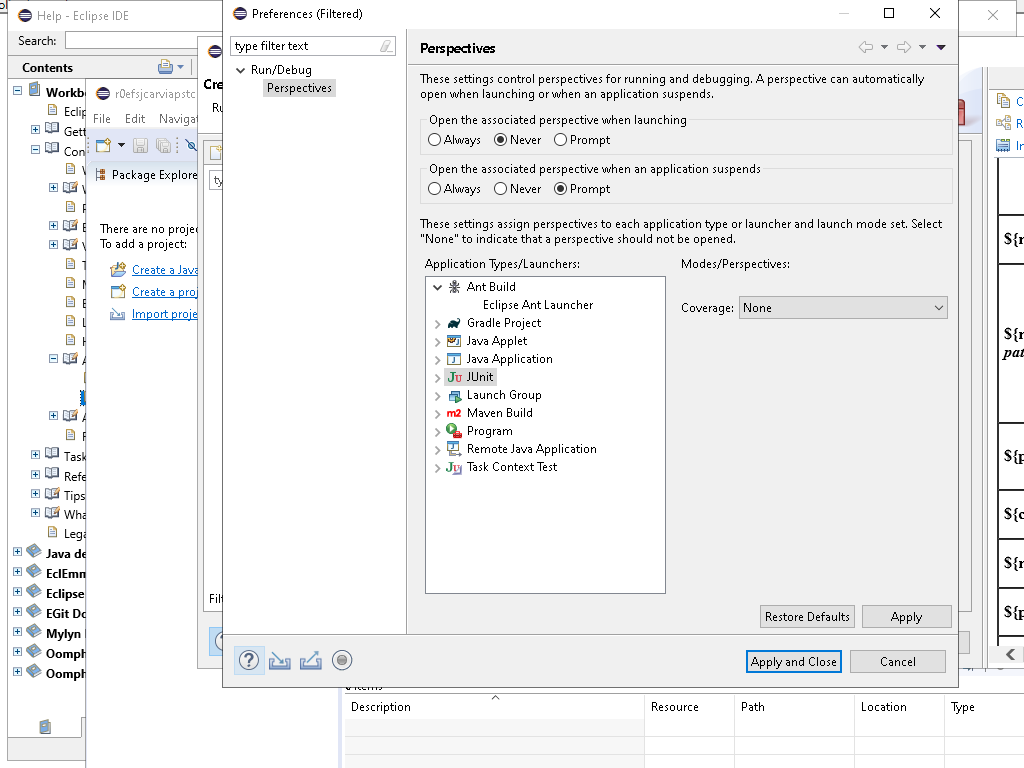 Help - Eclipse IDE
Search:
Contents
Workbe
Eclip
Gett
Con
Task
Refe
Tips
Wha
Lega
Java de
EclEmm
Eclipse
EGit Do
Mylyn
Oomph
Oomph
r0efsjcarviapstc
File Edit Navigat
Package Explore
There are no projec
To add a project:
Create a Java
Create a proj
Import proje
Cre
Ru
ty
Filt
Preferences (Filtered)
type filter text
Run/Debug
Perspectives
Perspectives
These settings control perspectives for running and debugging. A perspective can automatically
open when launching or when an application suspends.
Open the associated perspective when launching
Always Never Prompt
Open the associated perspective when an application suspends
Always Never Prompt
These settings assign perspectives to each application type or launcher and launch mode set. Select
"None" to indicate that a perspective should not be opened.
Application Types/Launchers:
Modes/Perspectives:
Ant Build
Eclipse Ant Launcher
Gradle Project
Java Applet
Java Application
JUnit
Launch Group
Maven Build
Program
Remote Java Application
Task Context Test
Coverage: None
Restore Defaults Apply
Apply and Close Cancel
${r
${r
pat
${p
${c
${r
${p
0 items
Description Resource Path Location Type